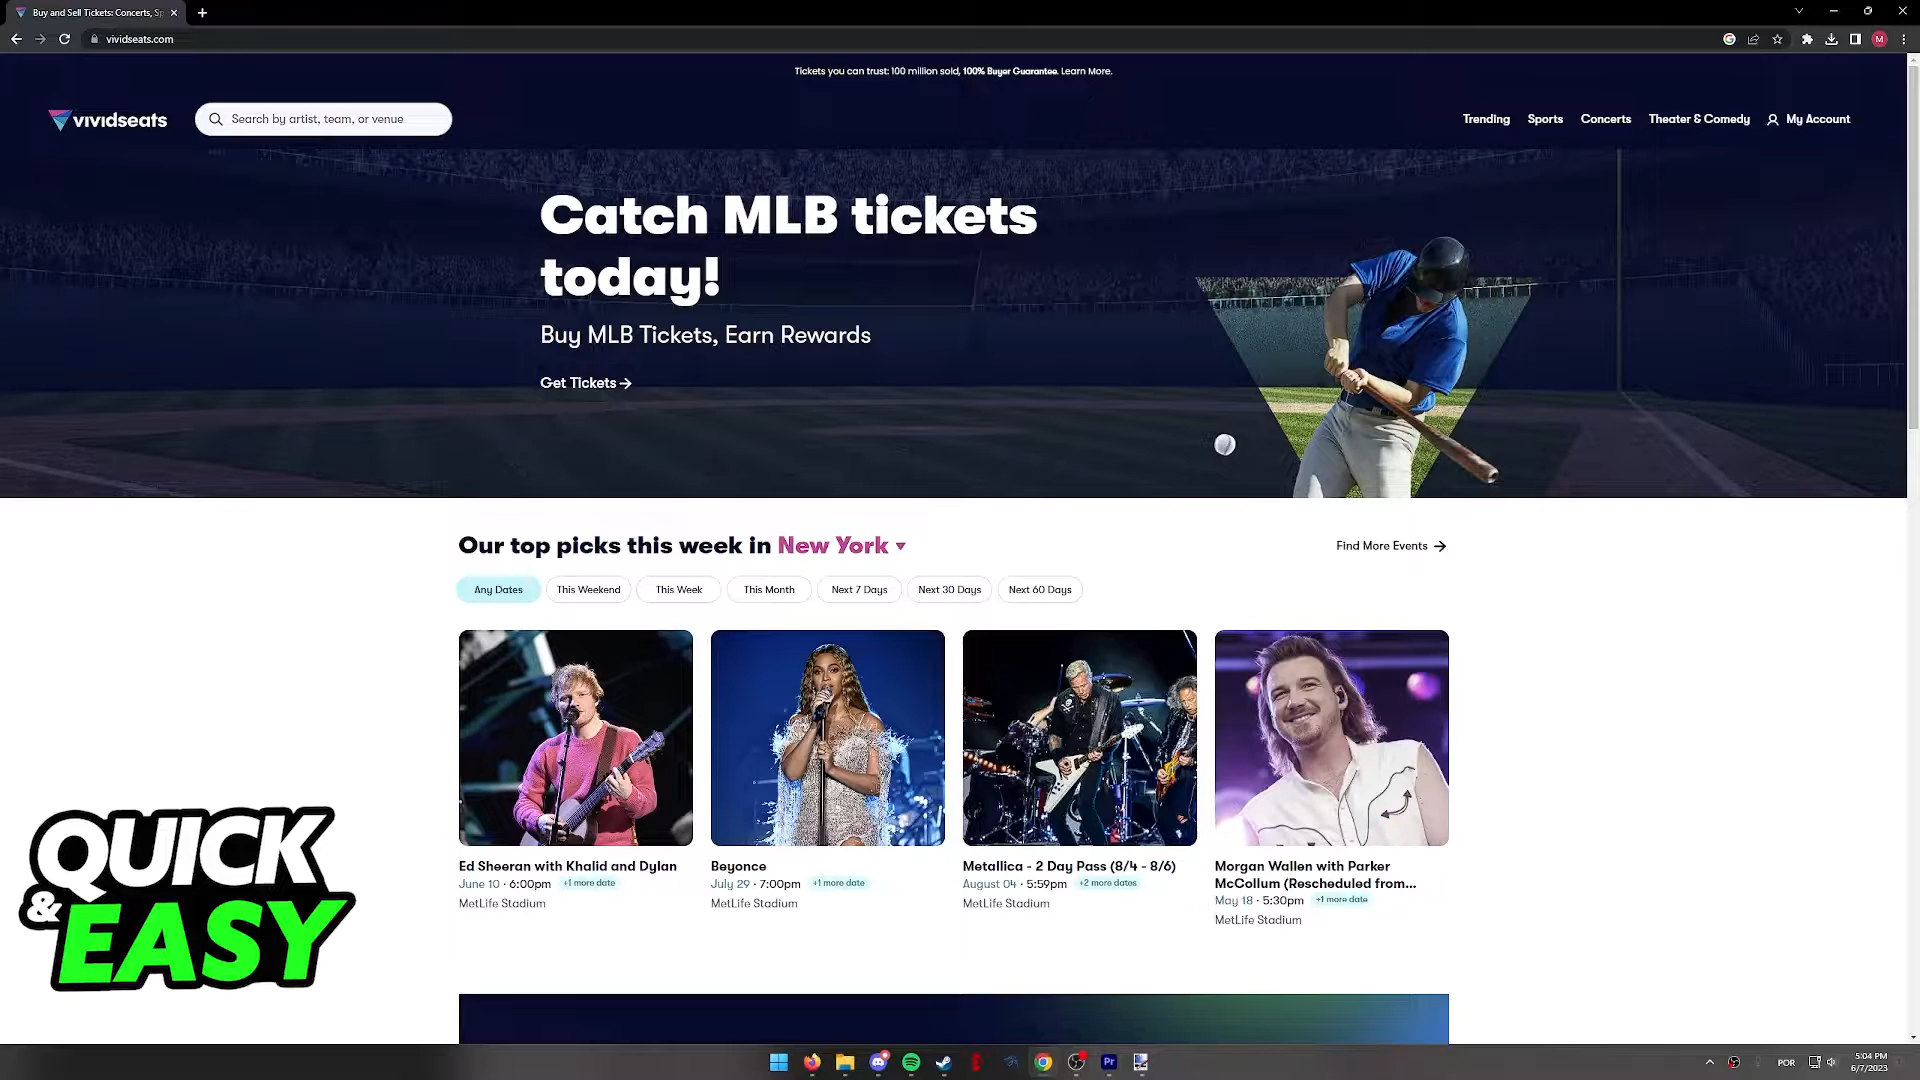 Buy and Sell Tickets: Concerts, Sp
vividseats.com
M
Tickets you can trust: 100 million sold, 100% Buyer Guarantee. Learn More.
vividseats
Search by artist, team, or venue
Trending
Sports
Concerts
Theater & Comedy
My Account
Catch MLB tickets
today!
Buy MLB Tickets, Earn Rewards
Get Tickets
Our top picks this week in New York
Find More Events
Any Dates
This Weekend
This Week
This Month
Next 7 Days
Next 30 Days
Next 60 Days
Ed Sheeran with Khalid and Dylan
June 10 · 6:00pm +1 more date
MetLife Stadium
Beyonce
July 29 · 7:00pm +1 more date
MetLife Stadium
Metallica - 2 Day Pass (8/4 - 8/6)
August 04 · 5:59pm +2 more dates
MetLife Stadium
Morgan Wallen with Parker
McCollum (Rescheduled from...
May 18 · 5:30pm +1 more date
MetLife Stadium
QUICK
& EASY
Pr
POR
5:04 PM
6/7/2023